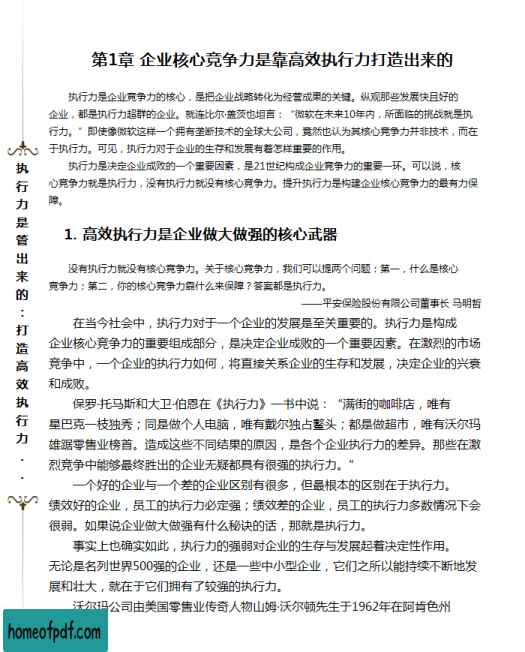 第1章 企业核心竞争力是靠高效执行力打造出来的
执行力是企业竞争力的核心，是把企业战略转化为经营成果的关键。纵观那些发展快且好的
企业，都是执行力超群的企业。就连比尔·盖茨也坦言：“微软在未来10年内，所面临的挑战就是执
行力。”即使像微软这样一个拥有垄断技术的全球大公司，竟然也认为其核心竞争力并非技术，而在
于执行力。可见，执行力对于企业的生存和发展有着怎样重要的作用。
执行力是决定企业成败的一个重要因素，是21世纪构成企业竞争力的重要一环。可以说，核
心竞争力就是执行力，没有执行力就没有核心竞争力。提升执行力是构建企业核心竞争力的最有力保
障。
1. 高效执行力是企业做大做强的核心武器
没有执行力就没有核心竞争力。关于核心竞争力，我们可以提两个问题：第一，什么是核心
竞争力；第二，你的核心竞争力靠什么来保障？答案都是执行力。
——平安保险股份有限公司董事长 马明哲
在当今社会中，执行力对于一个企业的发展是至关重要的。执行力是构成
企业核心竞争力的重要组成部分，是决定企业成败的一个重要因素。在激烈的市场
竞争中，一个企业的执行力如何，将直接关系企业的生存和发展，决定企业的兴衰
和成败。
保罗·托马斯和大卫·伯恩在《执行力》一书中说：“满街的咖啡店，唯有
星巴克一枝独秀；同是做个人电脑，唯有戴尔独占鳌头；都是做超市，唯有沃尔玛
雄踞零售业榜首。造成这些不同结果的原因，是各个企业执行力的差异。那些在激
烈竞争中能够最终胜出的企业无疑都具有很强的执行力。”
一个好的企业与一个差的企业区别有很多，但最根本的区别在于执行力。
绩效好的企业，员工的执行力必定强；绩效差的企业，员工的执行力多数情况下会
很弱。如果说企业做大做强有什么秘诀的话，那就是执行力。
事实上也确实如此，执行力的强弱对企业的生存与发展起着决定性作用。
无论是名列世界500强的企业，还是一些中小型企业，它们之所以能持续不断地发
展和壮大，就在于它们拥有了较强的执行力。
沃尔玛公司由美国零售业传奇人物山姆·沃尔顿先生于1962年在阿肯色州
执行力是管出来的：打造高效执行力..
homeofpdf.com